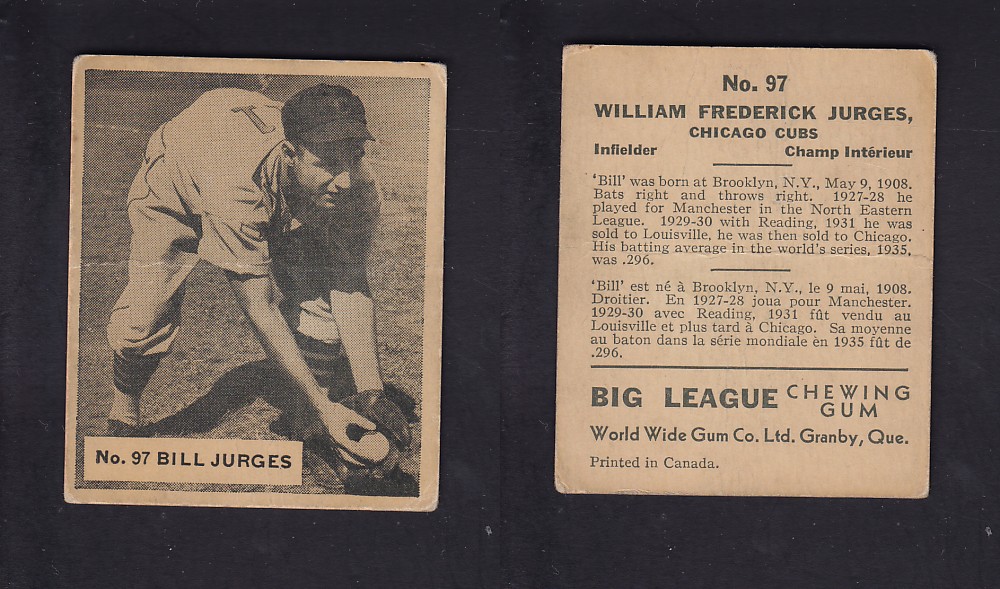 No. 97 BILL JURGES
No. 97
WILLIAM FREDERICK JURGES,
CHICAGO CUBS
Infielder Champ Intérieur
'Bill' was born at Brooklyn, N.Y., May 9, 1908.
Bats right and throws right. 1927-28 he
played for Manchester in the North Eastern
League. 1929-30 with Reading, 1931 he was
sold to Louisville, he was then sold to Chicago.
His batting average in the world's series, 1935,
was .296.
'Bill' est né à Brooklyn, N.Y., le 9 mai, 1908.
Droitier. En 1927-28 joua pour Manchester.
1929-30 avec Reading, 1931 fût vendu au
Louisville et plus tard à Chicago. Sa moyenne
au baton dans la série mondiale èn 1935 fût de
.296.
BIG LEAGUE CHEWING
GUM
World Wide Gum Co. Ltd. Granby, Que.
Printed in Canada.